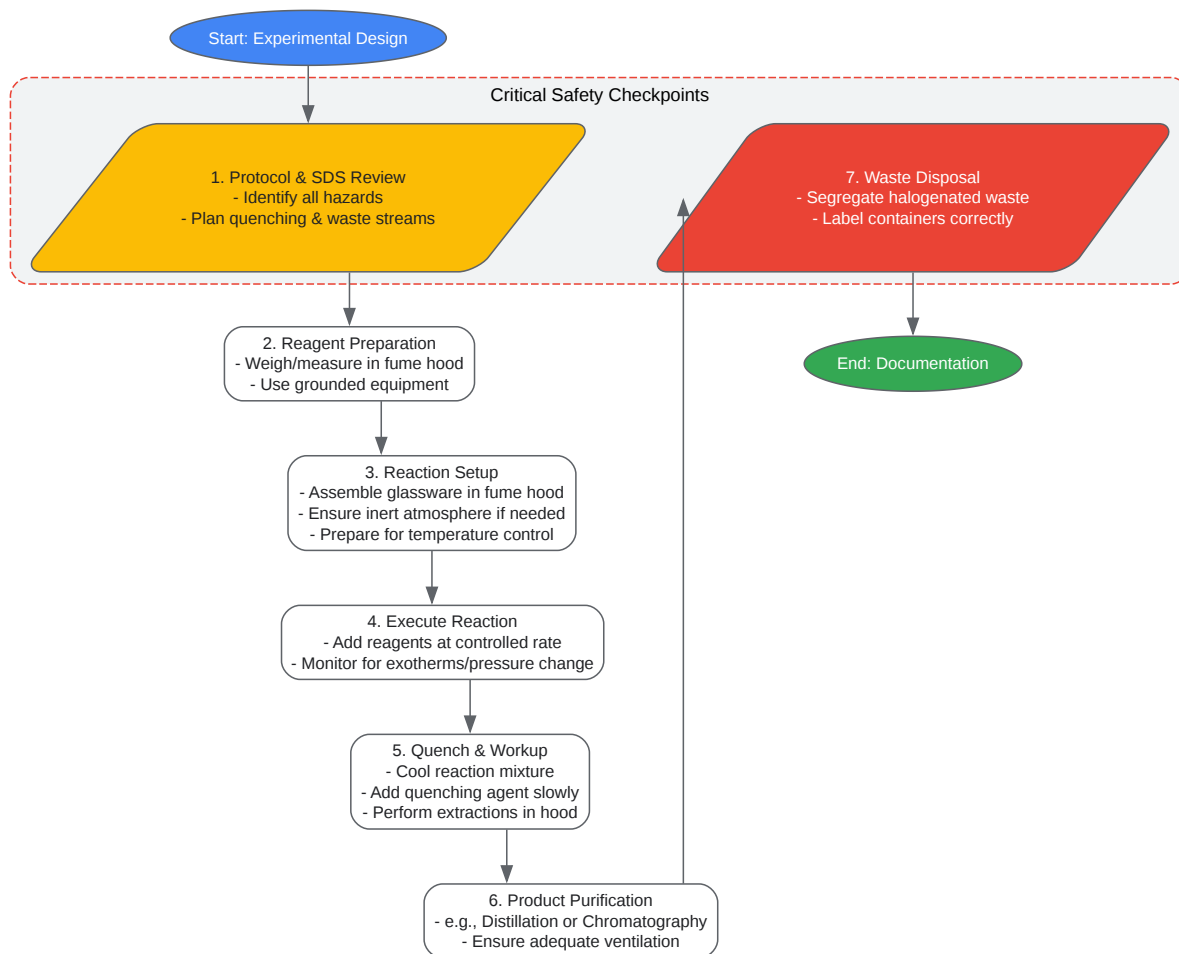 Start: Experimental Design
Critical Safety Checkpoints
1. Protocol & SDS Review
- Identify all hazards
- Plan quenching & waste streams
7. Waste Disposal
- Segregate halogenated waste
- Label containers correctly
2. Reagent Preparation
- Weigh/measure in fume hood
- Use grounded equipment
End: Documentation
3. Reaction Setup
- Assemble glassware in fume hood
- Ensure inert atmosphere if needed
- Prepare for temperature control
4. Execute Reaction
- Add reagents at controlled rate
- Monitor for exotherms/pressure change
5. Quench & Workup
- Cool reaction mixture
- Add quenching agent slowly
- Perform extractions in hood
6. Product Purification
- e.g., Distillation or Chromatography
- Ensure adequate ventilation